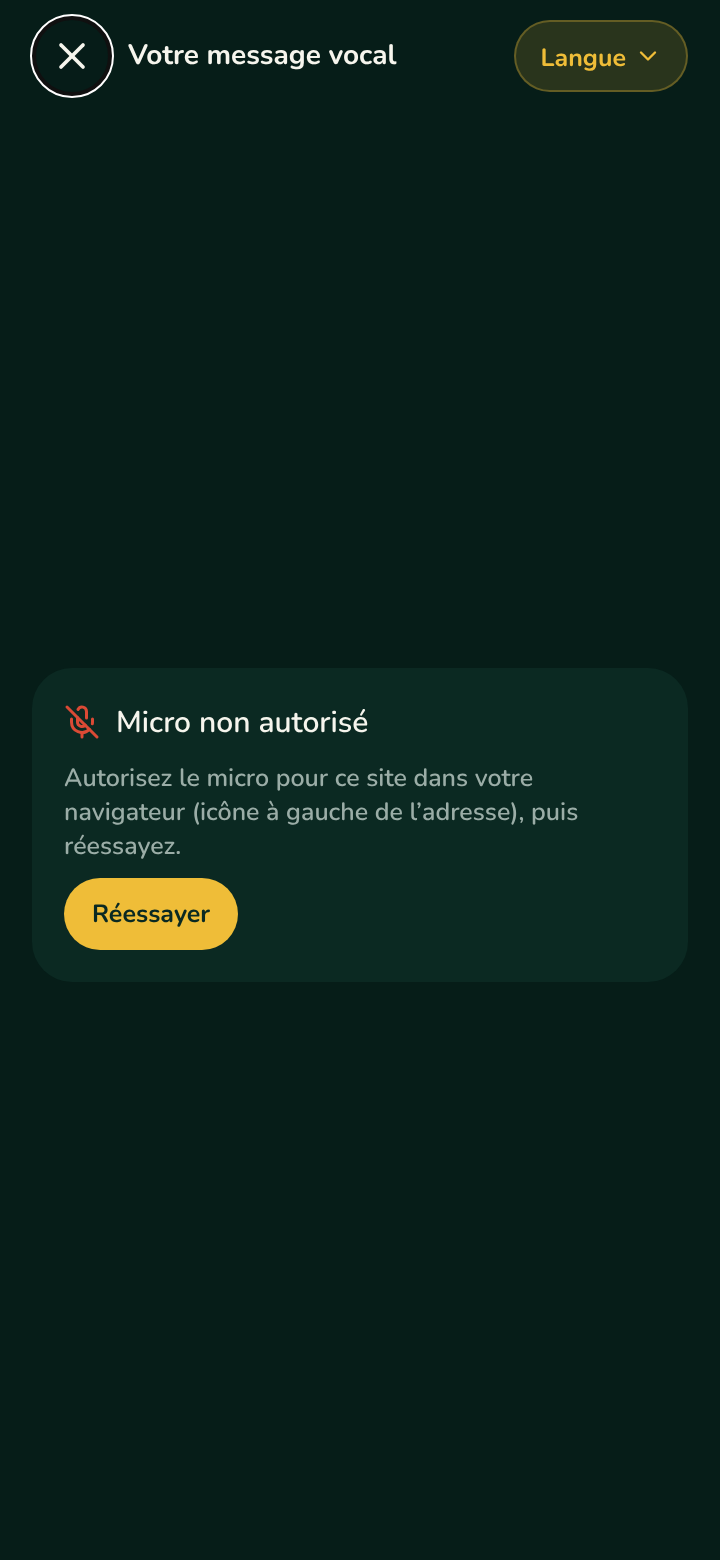 Votre message vocal
Langue
Micro non autorisé
Autorisez le micro pour ce site dans votre
navigateur (icône à gauche de l’adresse), puis
réessayez.
Réessayer